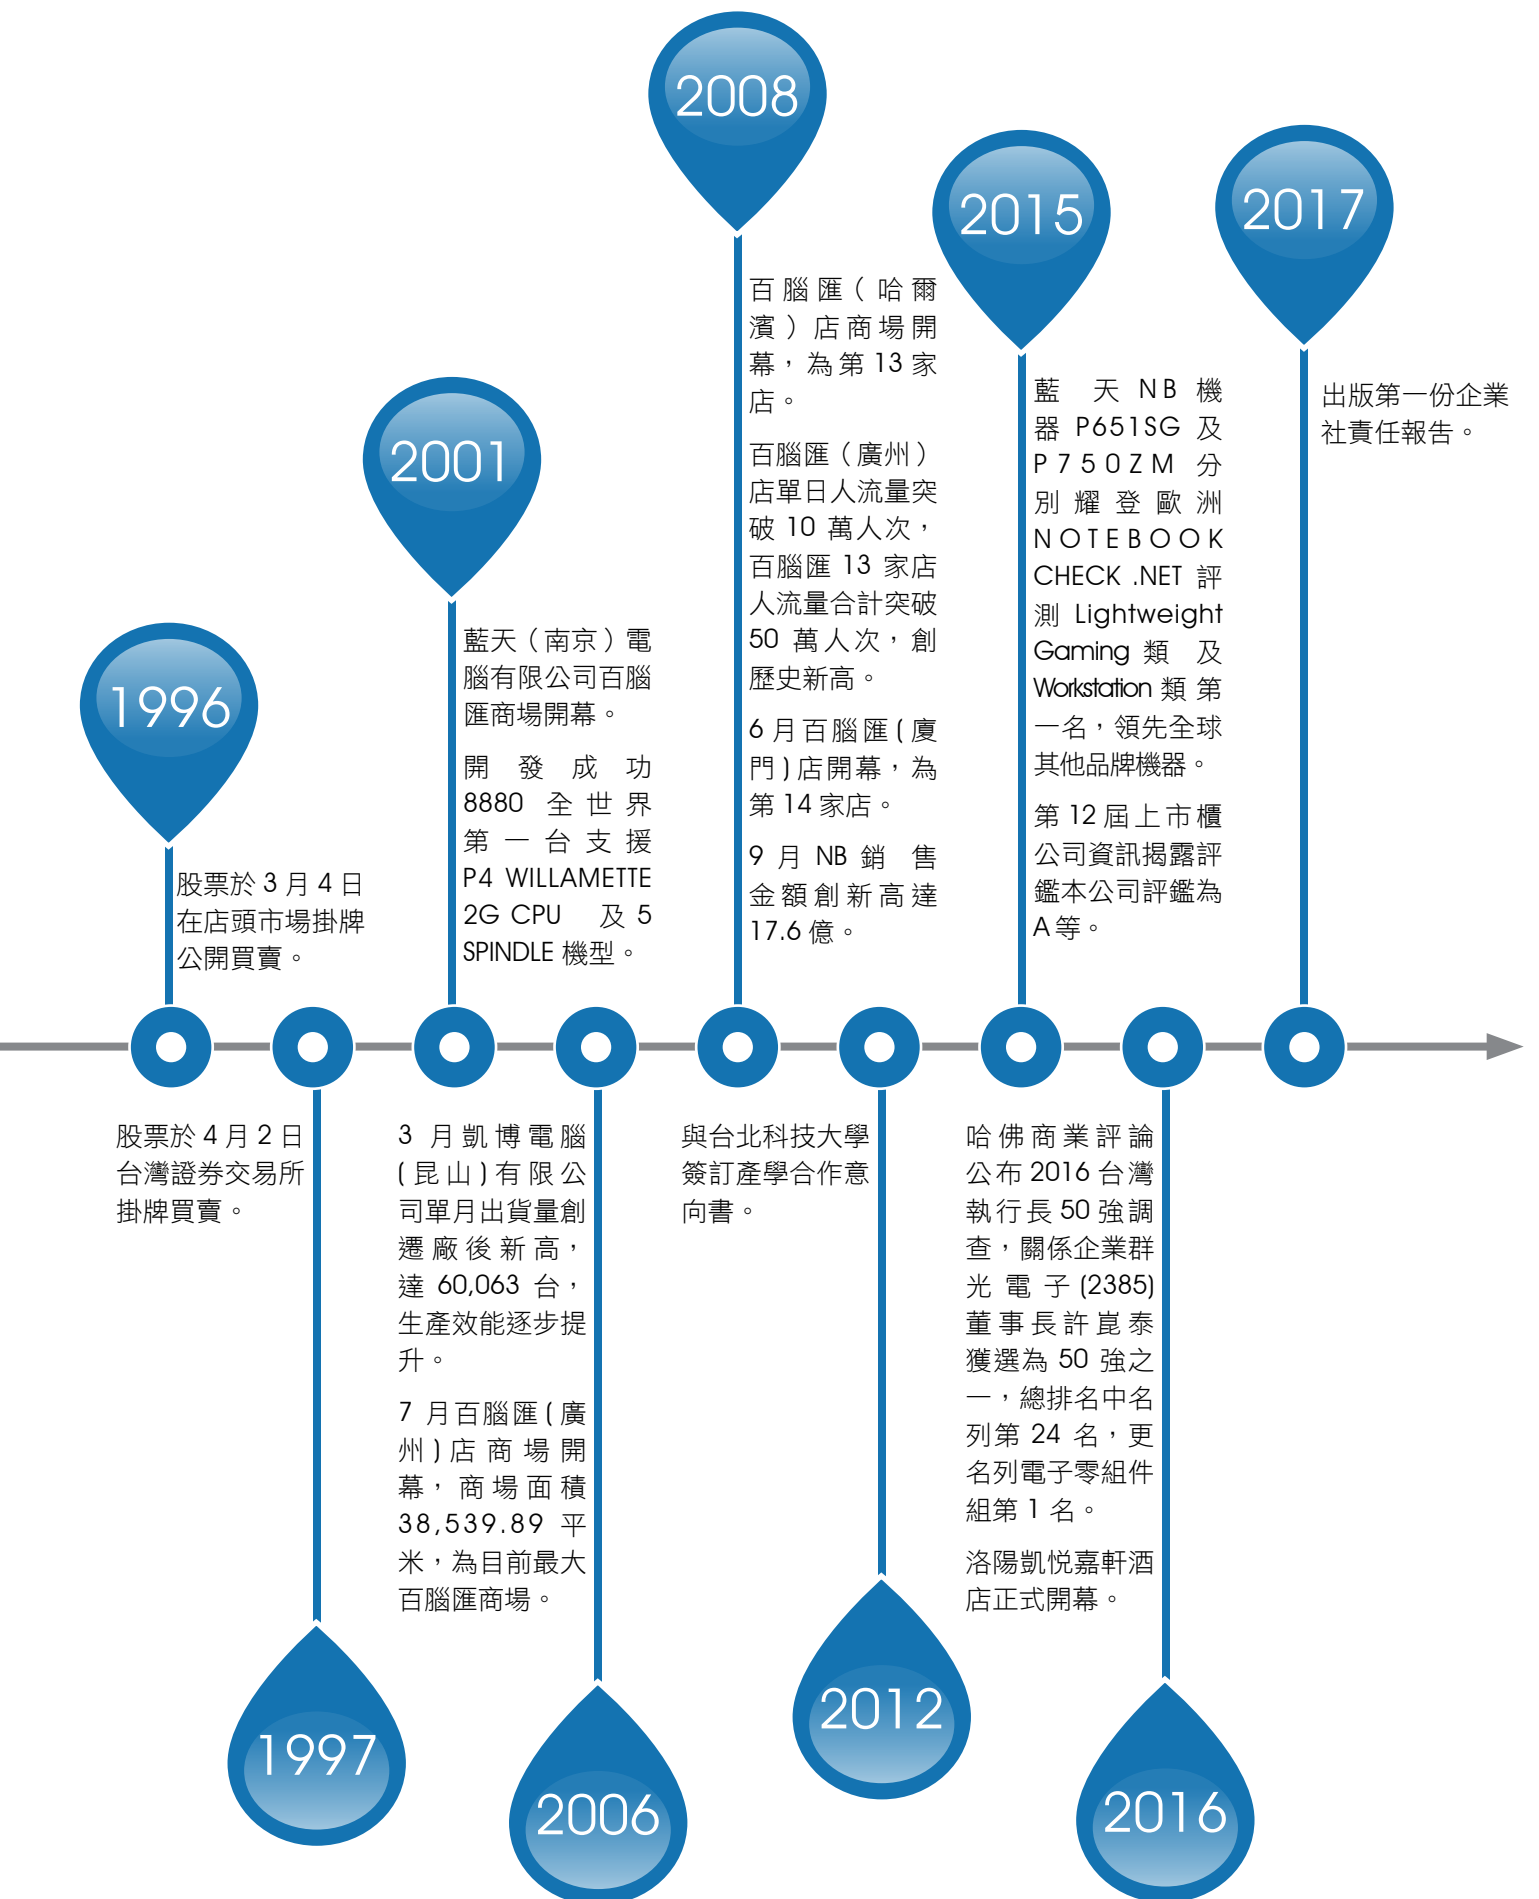 2008
百腦匯（哈爾
濱）店商場開
幕，為第 13 家
店。
百腦匯（廣州）
店單日人流量突
破 10 萬人次，
百腦匯 13 家店
人流量合計突破
50 萬人次，創
歷史新高。
6 月百腦匯(廈
門)店開幕，為
第 14 家店。
9 月 NB 銷 售
金額創新高達
17.6 億。
2015
藍 天 NB 機
器 P651SG 及
P750ZM 分
別耀登歐洲
NOTEBOOK
CHECK .NET 評
測 Lightweight
Gaming 類 及
Workstation 類 第
一名，領先全球
其他品牌機器。
第 12 屆上市櫃
公司資訊揭露評
鑑本公司評鑑為
A 等。
2017
出版第一份企業
社責任報告。
2001
藍天（南京）電
腦有限公司百腦
匯商場開幕。
開發成功
8880 全世界
第一台支援
P4 WILLAMETTE
2G CPU 及 5
SPINDLE 機型。
1996
股票於 3 月 4 日
在店頭市場掛牌
公開買賣。
股票於 4 月 2 日
台灣證券交易所
掛牌買賣。
1997
3 月凱博電腦
(昆山)有限公
司單月出貨量創
遷廠後新高，
達 60,063 台，
生產效能逐步提
升。
7 月百腦匯(廣
州)店商場開
幕，商場面積
38,539.89 平
米，為目前最大
百腦匯商場。
2006
與台北科技大學
簽訂產學合作意
向書。
2012
哈佛商業評論
公布 2016 台灣
執行長 50 強調
查，關係企業群
光電子(2385)
董事長許崑泰
獲選為 50 強之
一，總排名中名
列第 24 名，更
名列電子零組件
組第 1 名。
洛陽凱悅嘉軒酒
店正式開幕。
2016